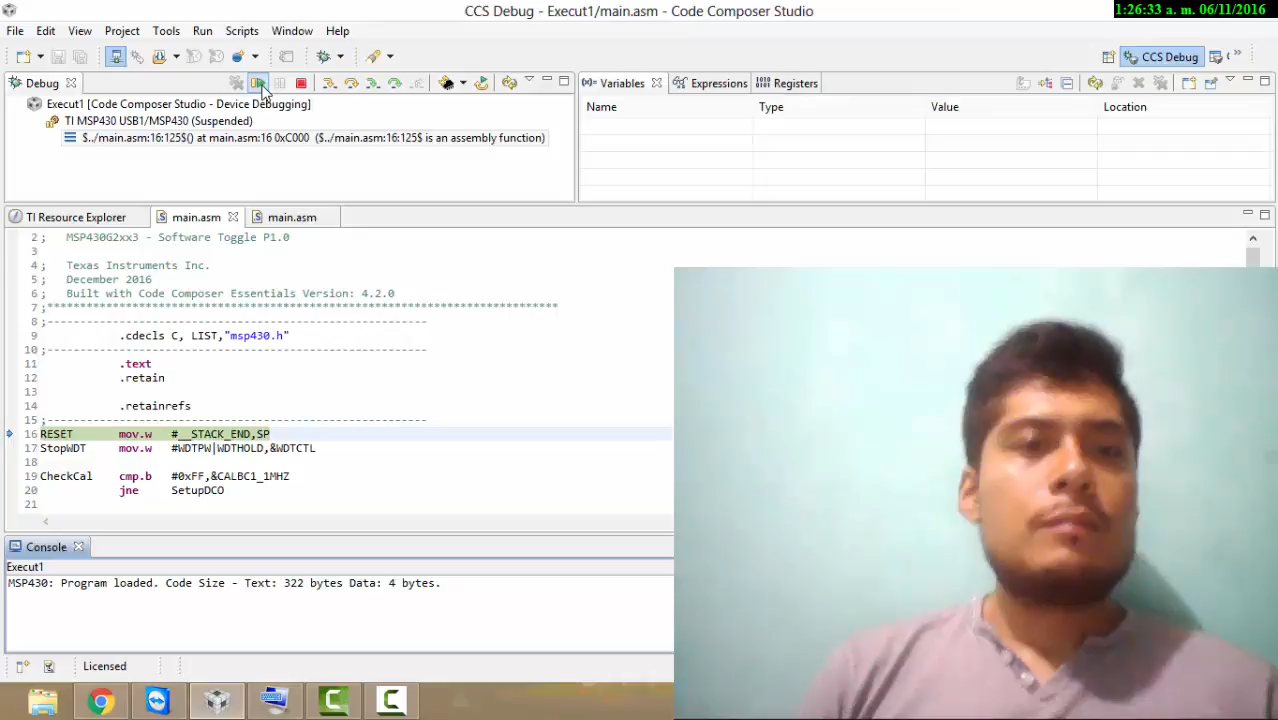 CCS Debug - Execut1/main.asm - Code Composer Studio
1:26:33 a. m. 06/11/2016
File Edit View Project Tools Run Scripts Window Help
CCS Debug
Debug
Variables Expressions Registers
Execut1 [Code Composer Studio - Device Debugging]
TI MSP430 USB1/MSP430 (Suspended)
$../main.asm:16:125$() at main.asm:16 0xC000 ($../main.asm:16:125$ is an assembly function)
Name Type Value Location
TI Resource Explorer main.asm main.asm
2 ; MSP430G2xx3 - Software Toggle P1.0
3
4 ; Texas Instruments Inc.
5 ; December 2016
6 ; Built with Code Composer Essentials Version: 4.2.0
7 ;******************************************************************************
8 ;----------------------------------------------------------
9 .cdecls C, LIST,"msp430.h"
10 ;----------------------------------------------------------
11 .text
12 .retain
13
14 .retainrefs
15 ;----------------------------------------------------------
16 RESET mov.w #__STACK_END,SP
17 StopWDT mov.w #WDTPW|WDTHOLD,&WDTCTL
18
19 CheckCal cmp.b #0xFF,&CALBC1_1MHZ
20 jne SetupDCO
21
Console
Execut1
MSP430: Program loaded. Code Size - Text: 322 bytes Data: 4 bytes.
Licensed